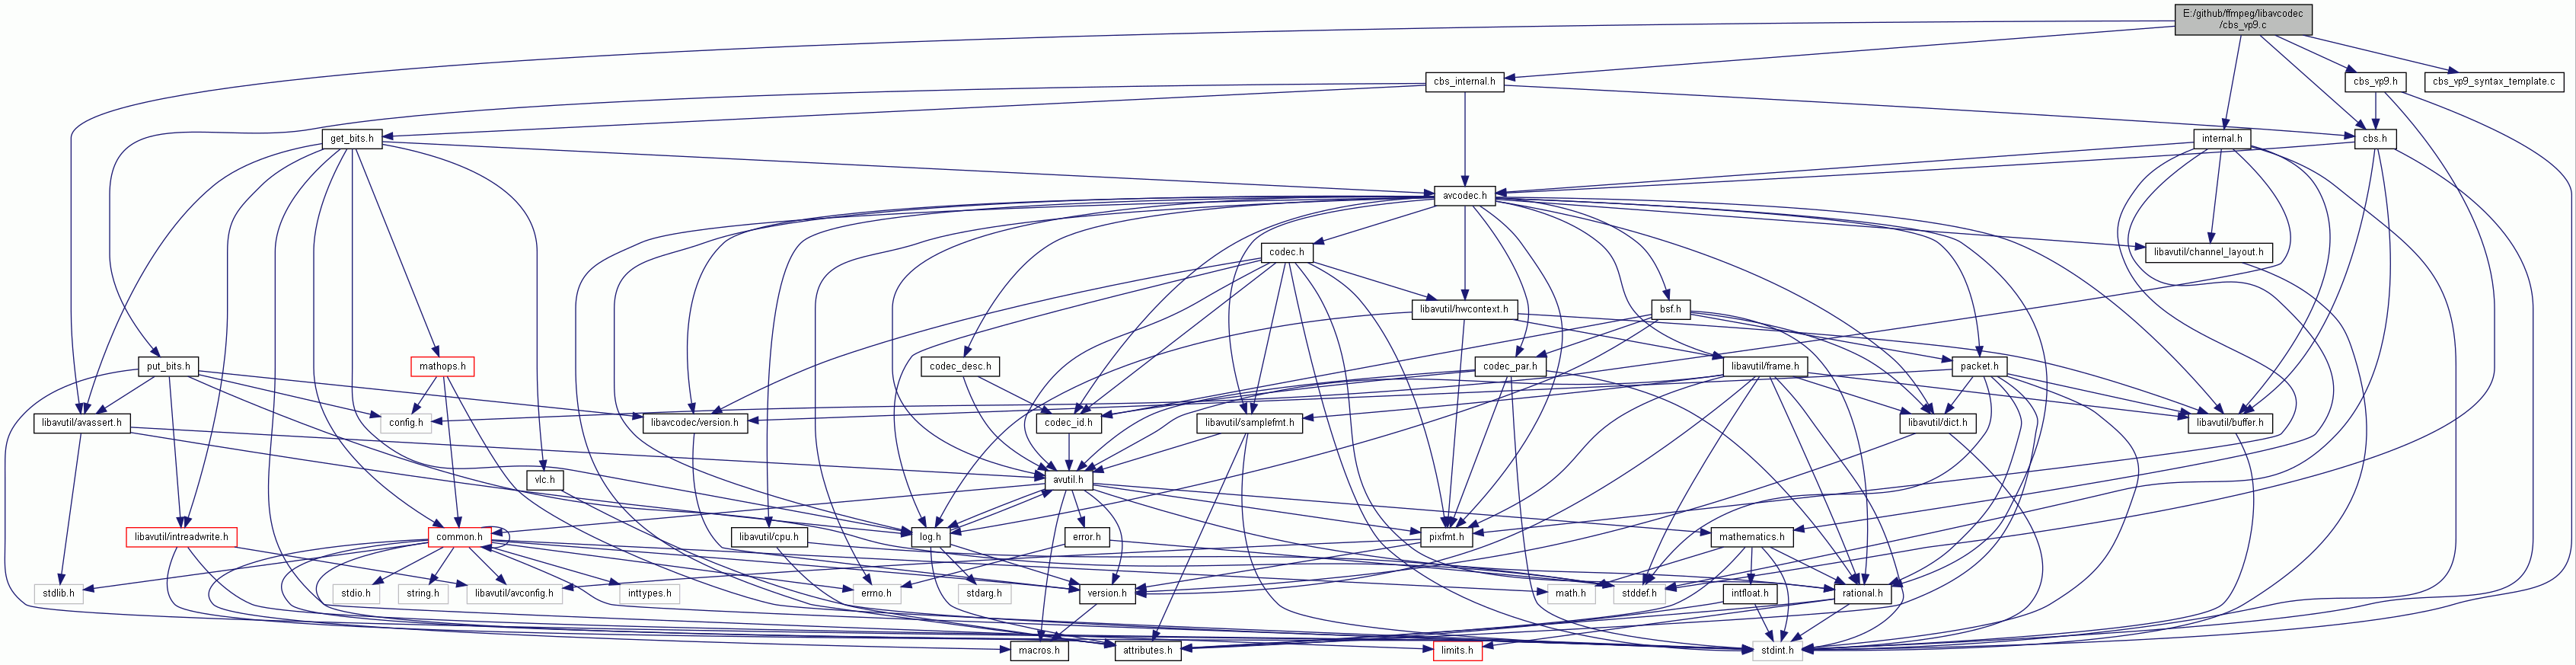 E:/github/ffmpeg/libavcodec
/cbs_vp9.c
cbs_internal.h
cbs_vp9.h
cbs_vp9_syntax_template.c
get_bits.h
internal.h
cbs.h
avcodec.h
codec.h
libavutil/channel_layout.h
libavutil/hwcontext.h
bsf.h
put_bits.h
mathops.h
codec_desc.h
codec_par.h
libavutil/frame.h
packet.h
libavutil/avassert.h
config.h
libavcodec/version.h
codec_id.h
libavutil/samplefmt.h
libavutil/dict.h
libavutil/buffer.h
vlc.h
avutil.h
libavutil/intreadwrite.h
common.h
libavutil/cpu.h
log.h
error.h
pixfmt.h
mathematics.h
stdlib.h
stdio.h
string.h
libavutil/avconfig.h
inttypes.h
errno.h
stdarg.h
version.h
math.h
stddef.h
intfloat.h
rational.h
macros.h
attributes.h
limits.h
stdint.h